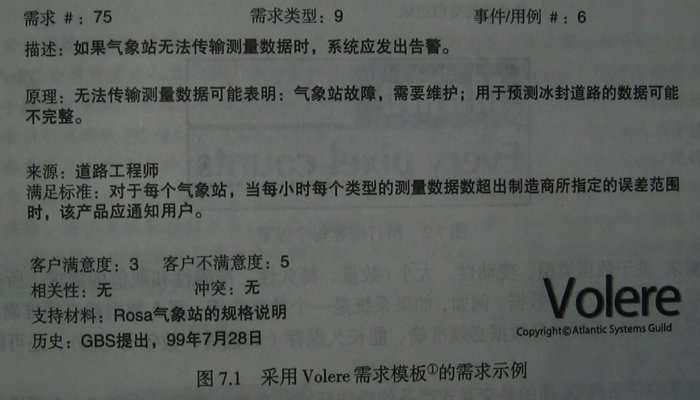 需求 #：75 需求类型：9 事件/用例 #：6
描述：如果气象站无法传输测量数据时，系统应发出告警。
原理：无法传输测量数据可能表明：气象站故障，需要维护；用于预测冰封道路的数据可能
不完整。
来源：道路工程师
满足标准：对于每个气象站，当每小时每个类型的测量数据数超出制造商所指定的误差范围
时，该产品应通知用户。
客户满意度：3 客户不满意度：5
相关性：无 冲突：无
支持材料：Rosa气象站的规格说明
历史：GBS提出，99年7月28日
Volere
Copyright © Atlantic Systems Guild
图 7.1 采用 Volere 需求模板①的需求示例